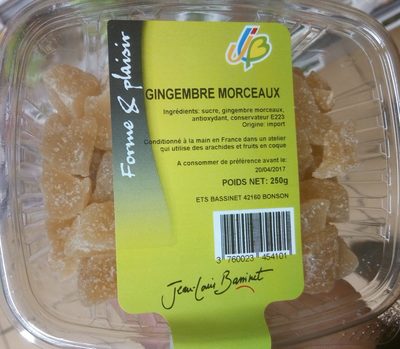 JLB
Forme & plaisir
GINGEMBRE MORCEAUX
Ingrédients: sucre, gingembre morceaux,
antioxydant, conservateur E223
Origine: import
Conditionné à la main en France dans un atelier
qui utilise des arachides et fruits en coque
A consommer de préférence avant le:
20/04/2017
POIDS NET: 250g
ETS BASSINET 42160 BONSON
3 760023 454101
Jean-Louis Bassinet